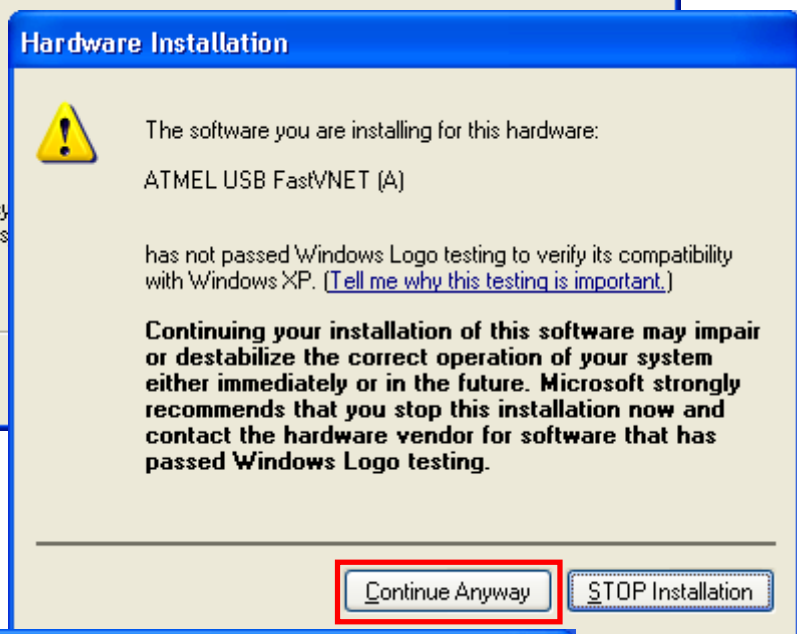 Hardware Installation
The software you are installing for this hardware:
ATMEL USB FastVNET (A)
has not passed Windows Logo testing to verify its compatibility
with Windows XP. (Tell me why this testing is important.)
Continuing your installation of this software may impair
or destabilize the correct operation of your system
either immediately or in the future. Microsoft strongly
recommends that you stop this installation now and
contact the hardware vendor for software that has
passed Windows Logo testing.
Continue Anyway
STOP Installation